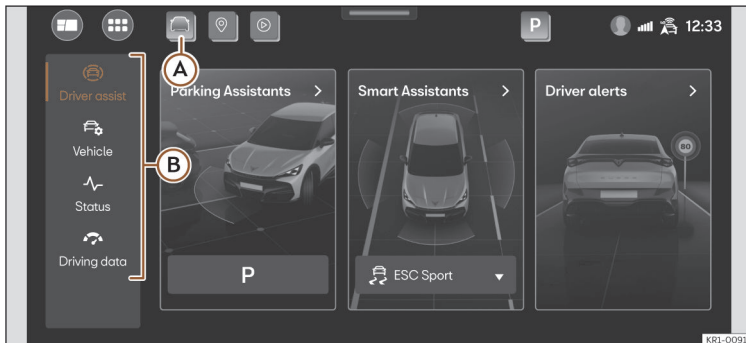 P
12:33
A
Driver assist
Vehicle
Status
Driving data
B
Parking Assistants >
P
Smart Assistants >
ESC Sport
Driver alerts >
80
CUPRA
KR1-0091